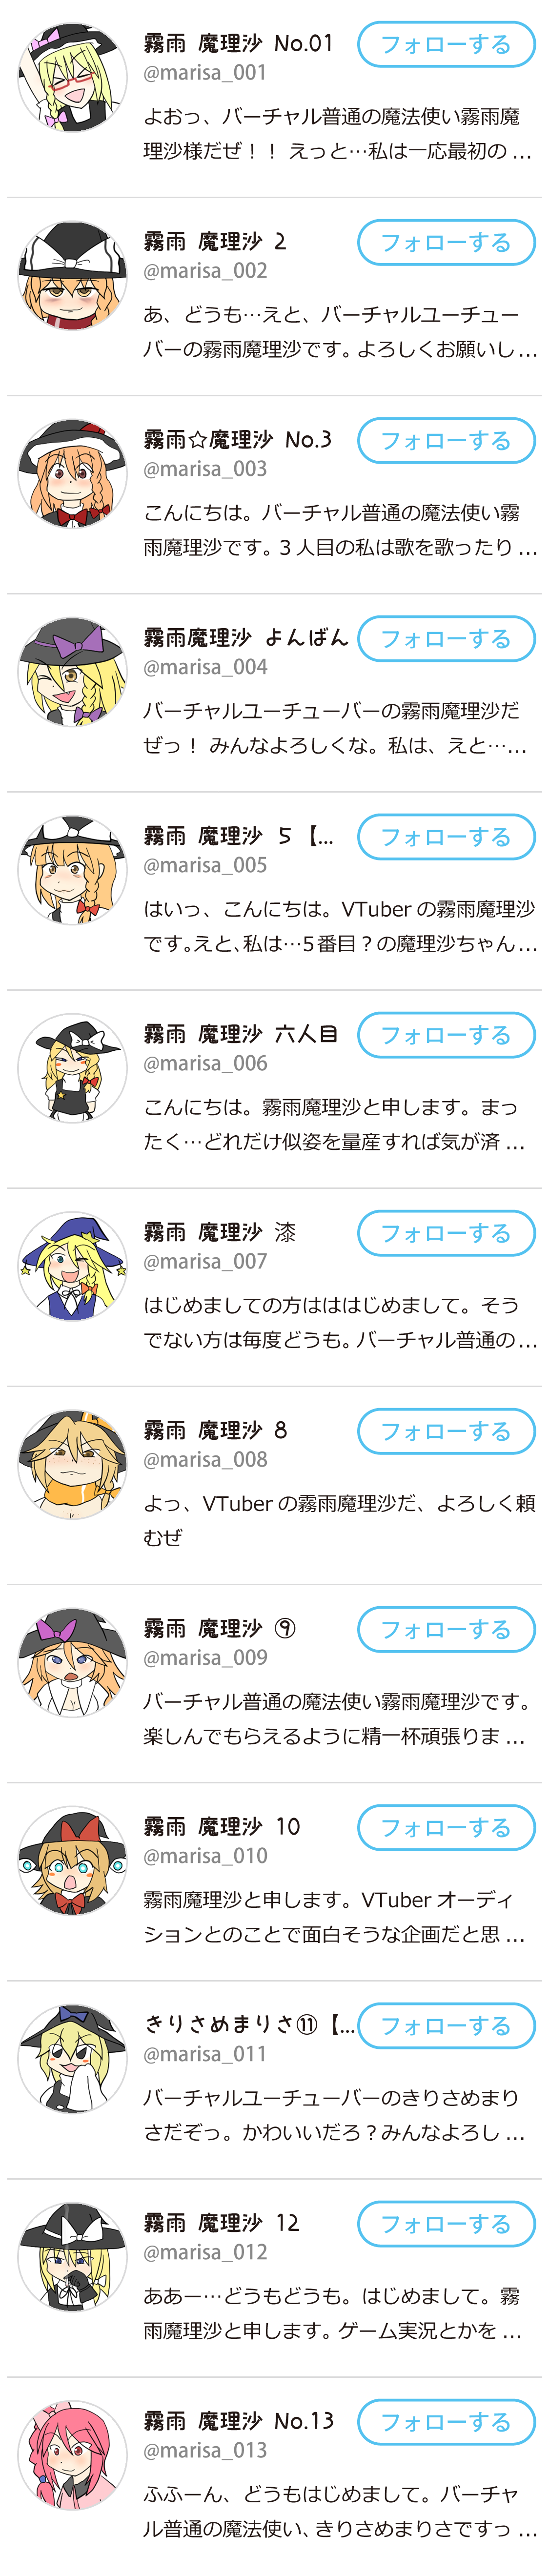 霧雨 魔理沙 No.01
フォローする
@marisa_001
よおっ、バーチャル普通の魔法使い霧雨魔
理沙様だぜ！！ えっと…私は一応最初の ...
霧雨 魔理沙 2
フォローする
@marisa_002
あ、どうも…えと、バーチャルユーチュー
バーの霧雨魔理沙です。よろしくお願いし ...
霧雨☆魔理沙 No.3
フォローする
@marisa_003
こんにちは。バーチャル普通の魔法使い霧
雨魔理沙です。3 人目の私は歌を歌ったり ...
霧雨魔理沙 よんばん
フォローする
@marisa_004
バーチャルユーチューバーの霧雨魔理沙だ
ぜっ！ みんなよろしくな。私は、えと……
霧雨 魔理沙 5【...
フォローする
@marisa_005
はいっ、こんにちは。VTuber の霧雨魔理沙
です。えと、私は…5 番目？の魔理沙ちゃん ...
霧雨 魔理沙 六人目
フォローする
@marisa_006
こんにちは。霧雨魔理沙と申します。まっ
たく…どれだけ似姿を量産すれば気が済 ...
霧雨 魔理沙 漆
フォローする
@marisa_007
はじめましての方ははははじめまして。そう
でない方は毎度どうも。バーチャル普通の ...
霧雨 魔理沙 8
フォローする
@marisa_008
よっ、VTuber の霧雨魔理沙だ、よろしく頼
むぜ
霧雨 魔理沙 ⑨
フォローする
@marisa_009
バーチャル普通の魔法使い霧雨魔理沙です。
楽しんでもらえるように精一杯頑張りま ...
霧雨 魔理沙 10
フォローする
@marisa_010
霧雨魔理沙と申します。VTuber オーディ
ションとのことで面白そうな企画だと思 ...
きりさめまりさ⑪【...
フォローする
@marisa_011
バーチャルユーチューバーのきりさめまり
さだぞっ。かわいいだろ？みんなよろし ...
霧雨 魔理沙 12
フォローする
@marisa_012
ああー…どうもどうも。はじめまして。霧
雨魔理沙と申します。ゲーム実況とかを ...
霧雨 魔理沙 No.13
フォローする
@marisa_013
ふふーん、どうもはじめまして。バーチャ
ル普通の魔法使い、きりさめまりさですっ ...